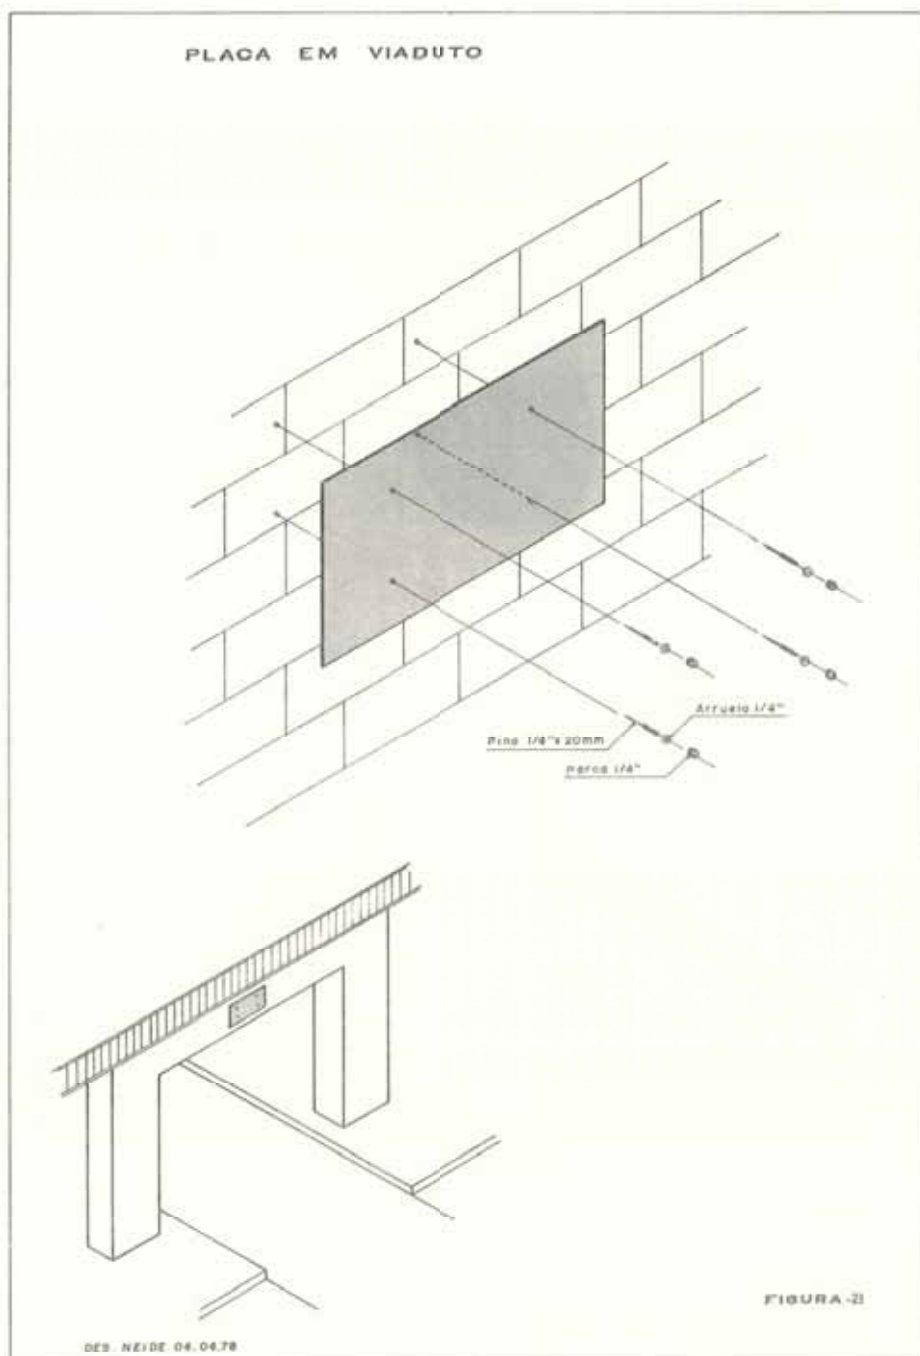 PLACA EM VIADUTO
Arruela 1/4"
Pino 1/4" x 20mm
Porca 1/4"
FIGURA-21
DES. NEIDE 04.04.78